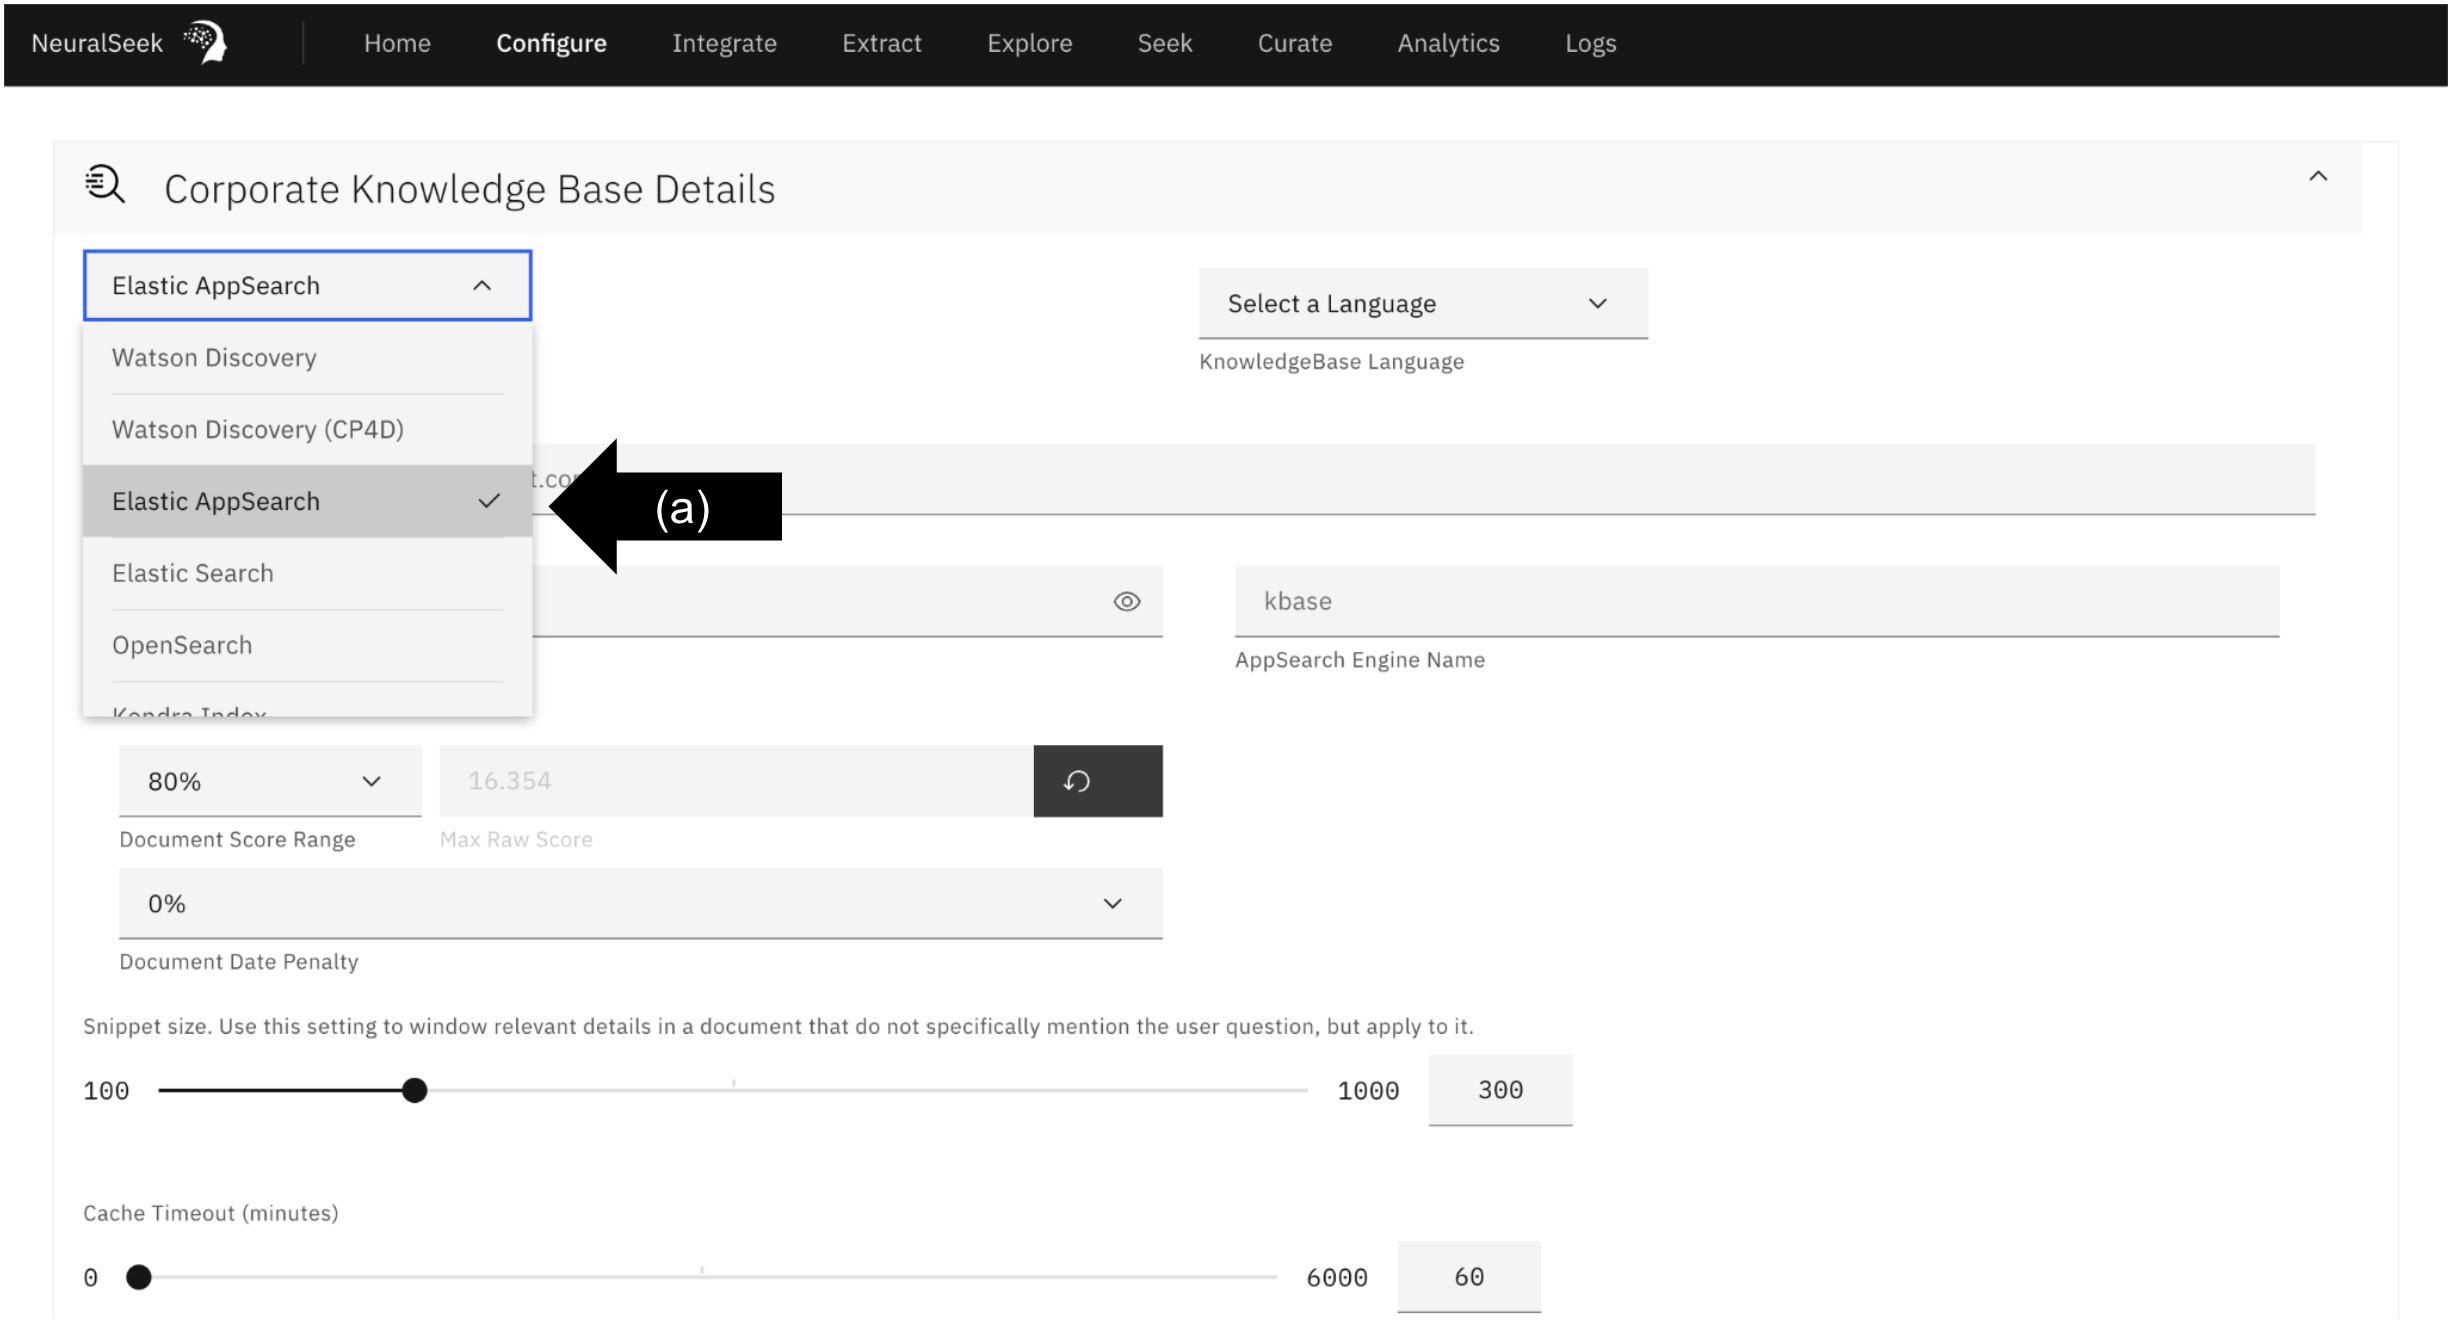 NeuralSeek Home Configure Integrate Extract Explore Seek Curate Analytics Logs
Corporate Knowledge Base Details
Elastic AppSearch
Select a Language
KnowledgeBase Language
Watson Discovery
Watson Discovery (CP4D)
Elastic AppSearch
(a)
Elastic Search
kbase
OpenSearch
AppSearch Engine Name
Kendra Index
80% 16.354
Document Score Range Max Raw Score
0%
Document Date Penalty
Snippet size. Use this setting to window relevant details in a document that do not specifically mention the user question, but apply to it.
100 1000 300
Cache Timeout (minutes)
0 6000 60